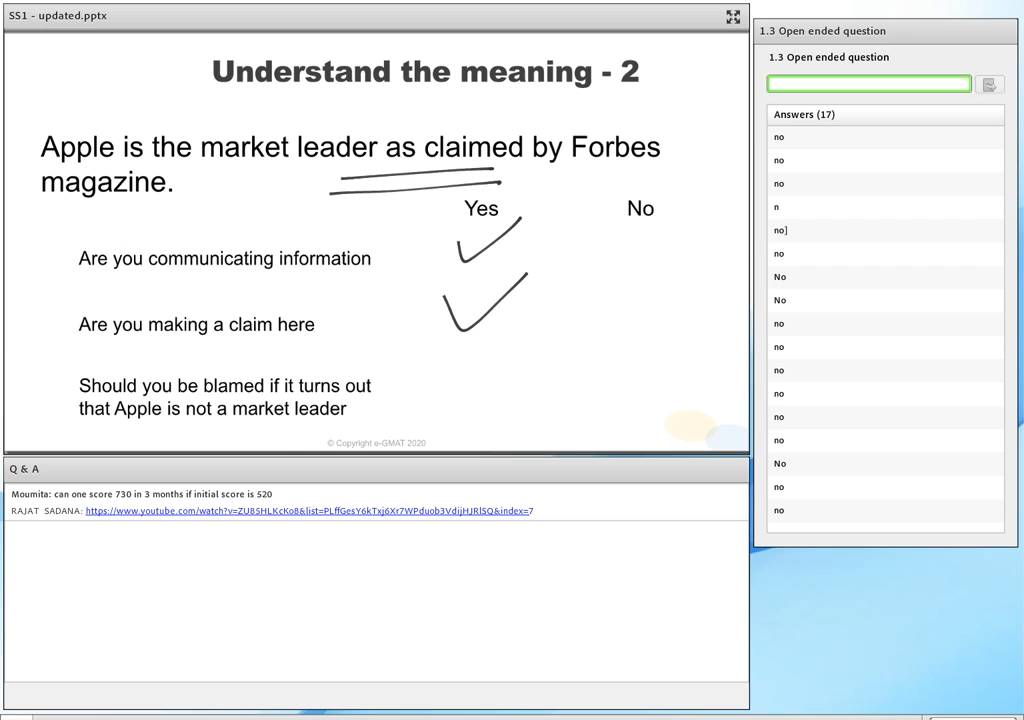 SS1 - updated.pptx
Understand the meaning - 2
Apple is the market leader as claimed by Forbes
magazine.
Yes No
Are you communicating information
Are you making a claim here
Should you be blamed if it turns out
that Apple is not a market leader
© Copyright e-GMAT 2020
Q & A
Moumita: can one score 730 in 3 months if initial score is 520
RAJAT SADANA: https://www.youtube.com/watch?v=ZU85HLKcKo8&list=PLffGesY6kTxj6Xr7WPduob3VdijHJRlSQ&index=7
1.3 Open ended question
1.3 Open ended question
Answers (17)
no
no
no
n
no]
no
No
No
no
no
no
no
no
no
No
no
no